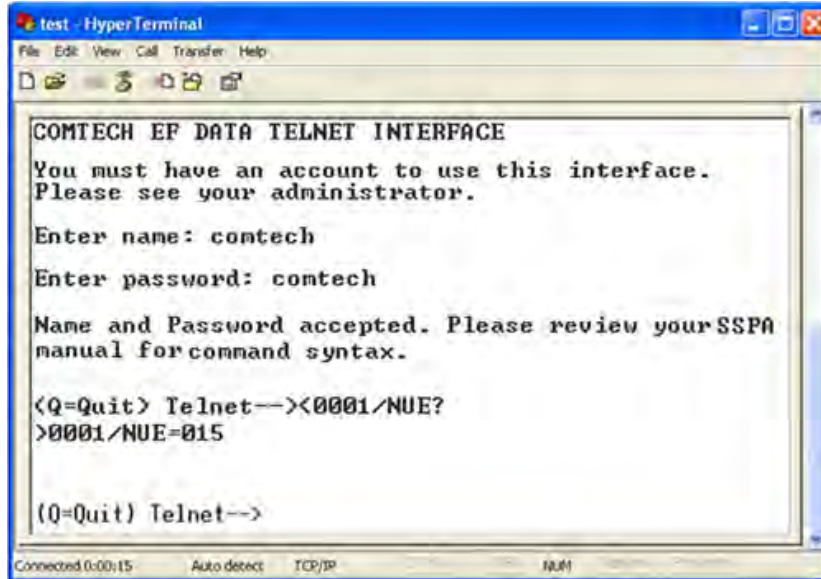 test - HyperTerminal
File Edit View Call Transfer Help
COMTECH EF DATA TELNET INTERFACE
You must have an account to use this interface.
Please see your administrator.
Enter name: comtech
Enter password: comtech
Name and Password accepted. Please review your SSPA
manual for command syntax.
(Q=Quit) Telnet--><0001/NUE?
>0001/NUE=015
(Q=Quit) Telnet-->
Connected 0:00:15 Auto detect TCP/IP NUM